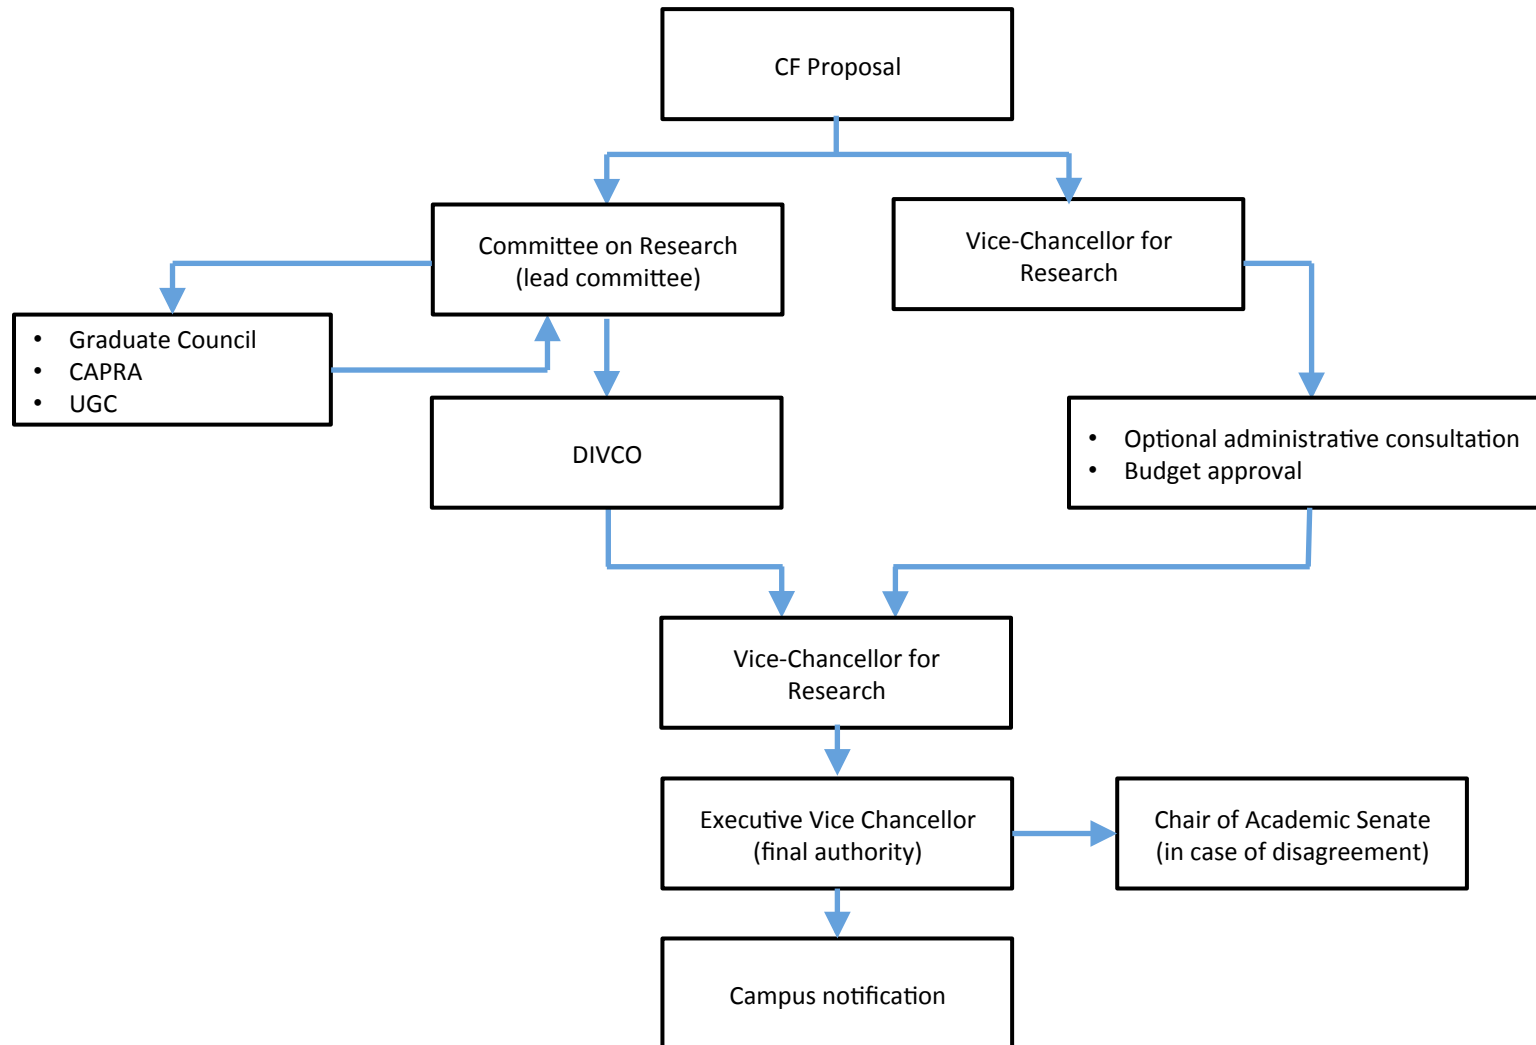 CF Proposal
Committee on Research
(lead committee)
Vice-Chancellor for
Research
• Graduate Council
• CAPRA
• UGC
DIVCO
• Optional administrative consultation
• Budget approval
Vice-Chancellor for
Research
Executive Vice Chancellor
(final authority)
Chair of Academic Senate
(in case of disagreement)
Campus notification